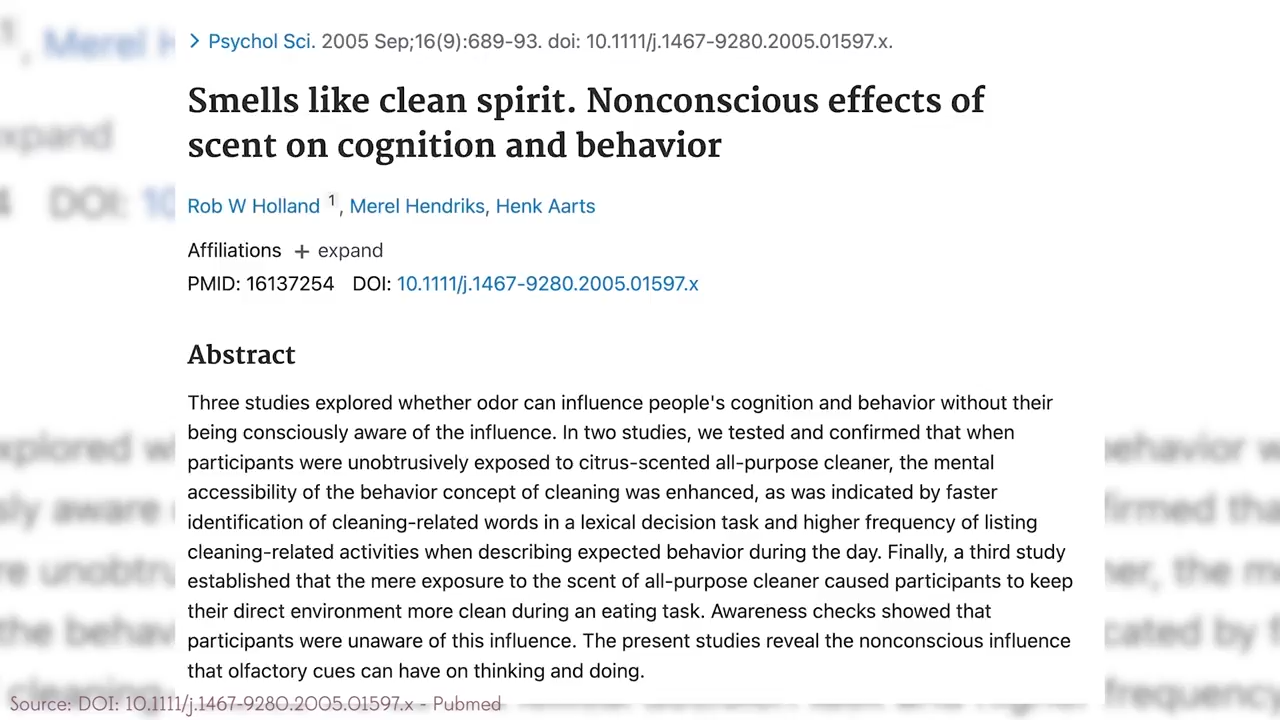 > Psychol Sci. 2005 Sep;16(9):689-93. doi: 10.1111/j.1467-9280.2005.01597.x.
Smells like clean spirit. Nonconscious effects of
scent on cognition and behavior
Rob W Holland 1, Merel Hendriks, Henk Aarts
Affiliations + expand
PMID: 16137254 DOI: 10.1111/j.1467-9280.2005.01597.x
Abstract
Three studies explored whether odor can influence people's cognition and behavior without their
being consciously aware of the influence. In two studies, we tested and confirmed that when
participants were unobtrusively exposed to citrus-scented all-purpose cleaner, the mental
accessibility of the behavior concept of cleaning was enhanced, as was indicated by faster
identification of cleaning-related words in a lexical decision task and higher frequency of listing
cleaning-related activities when describing expected behavior during the day. Finally, a third study
established that the mere exposure to the scent of all-purpose cleaner caused participants to keep
their direct environment more clean during an eating task. Awareness checks showed that
participants were unaware of this influence. The present studies reveal the nonconscious influence
that olfactory cues can have on thinking and doing.
Source: DOI: 10.1111/j.1467-9280.2005.01597.x - Pubmed